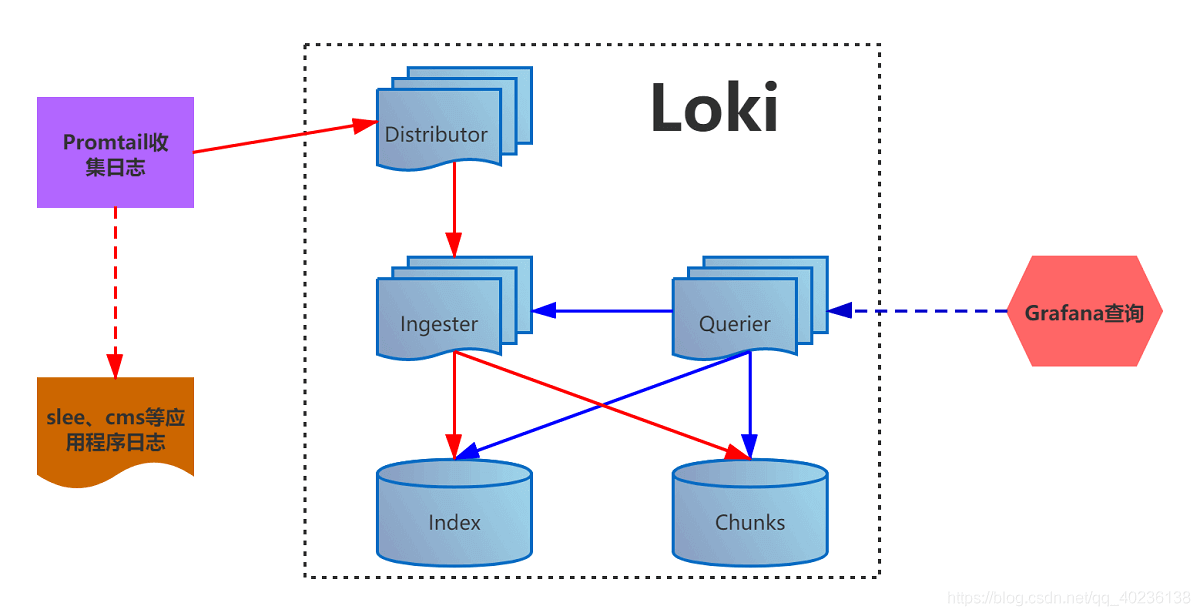 Loki
Distributor
Promtail收
集日志
Ingester
Querier
Grafana查询
slee、cms等应
用程序日志
Index
Chunks
https://blog.csdn.net/qq_40236138